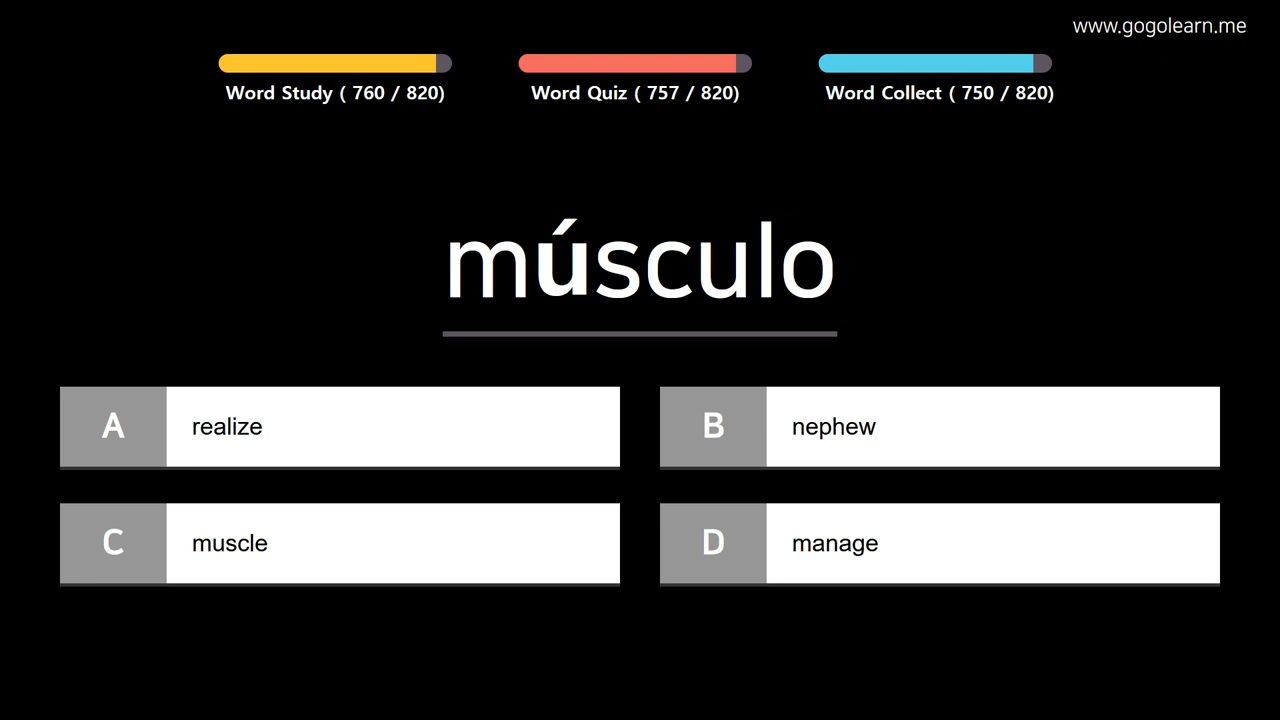 www.gogolearn.me
Word Study ( 760 / 820)
Word Quiz ( 757 / 820)
Word Collect ( 750 / 820)
músculo
A realize
B nephew
C muscle
D manage